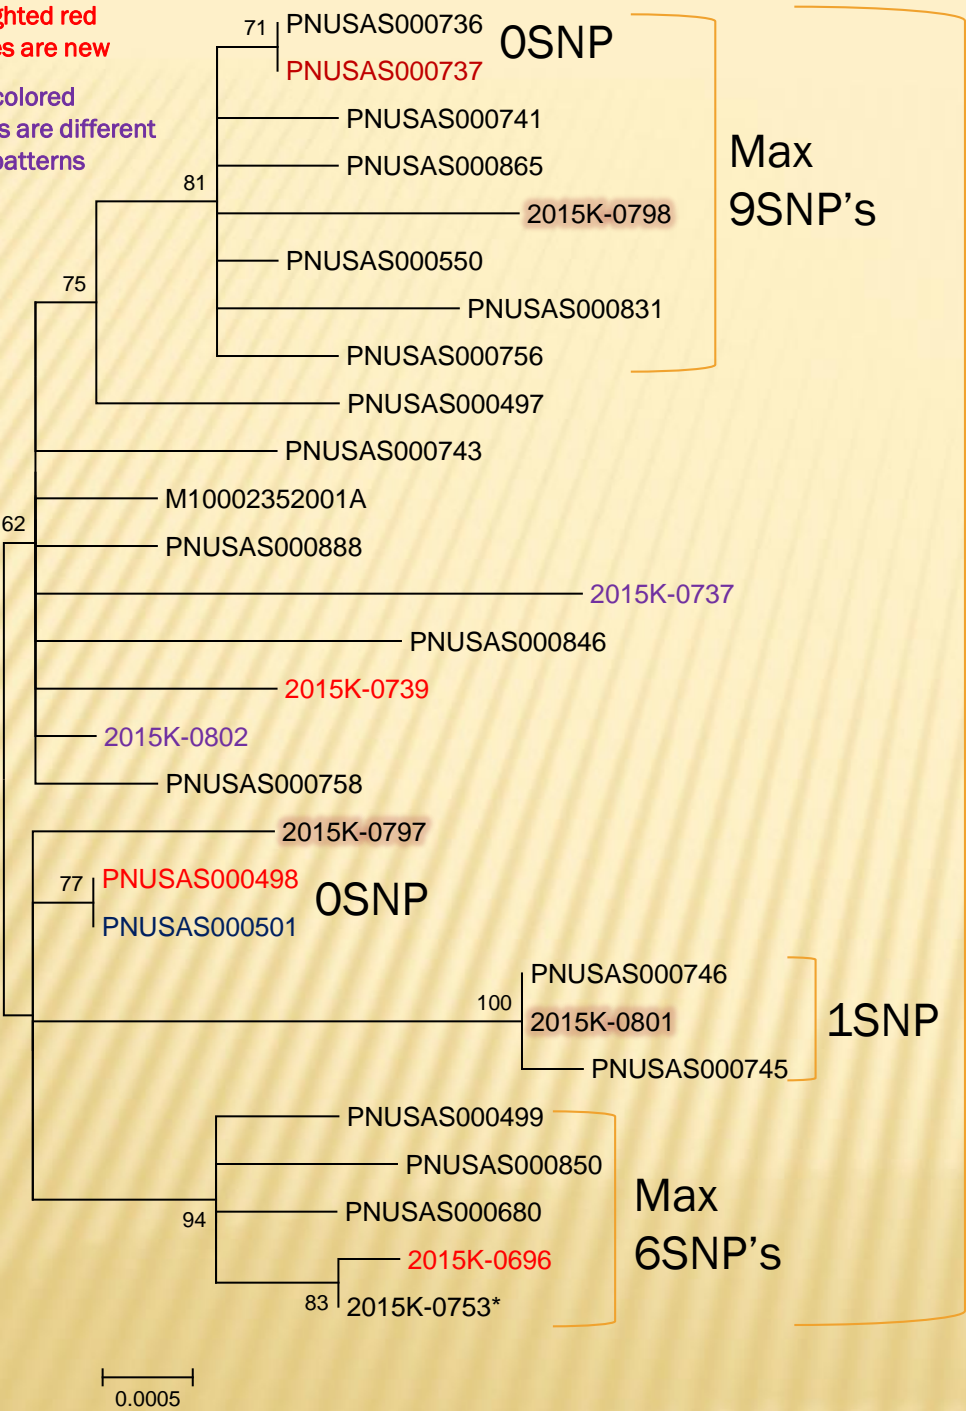 ghted red
es are new
colored
s are different
patterns
71
PNUSAS000736
PNUSAS000737
0SNP
PNUSAS000741
PNUSAS000865
81
2015K-0798
PNUSAS000550
PNUSAS000831
PNUSAS000756
Max
9SNP's
75
PNUSAS000497
PNUSAS000743
M10002352001A
62
PNUSAS000888
2015K-0737
PNUSAS000846
2015K-0739
2015K-0802
PNUSAS000758
2015K-0797
77
PNUSAS000498
PNUSAS000501
0SNP
PNUSAS000746
100
2015K-0801
PNUSAS000745
1SNP
PNUSAS000499
PNUSAS000850
PNUSAS000680
94
2015K-0696
83
2015K-0753*
Max
6SNP's
0.0005